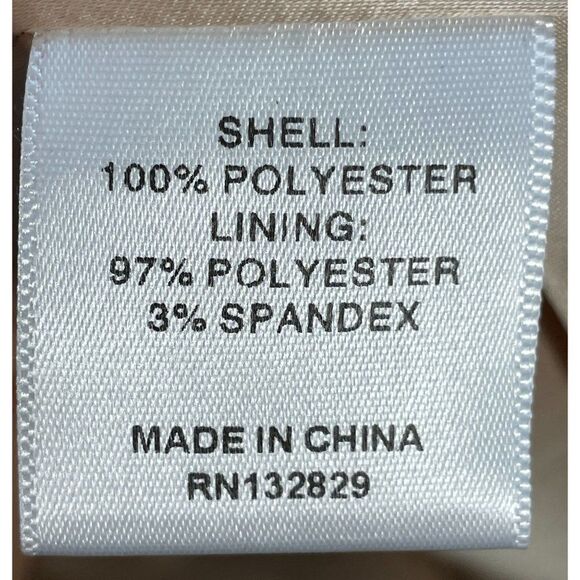 SHELL:
100% POLYESTER
LINING:
97% POLYESTER
3% SPANDEX
MADE IN CHINA
RN132829